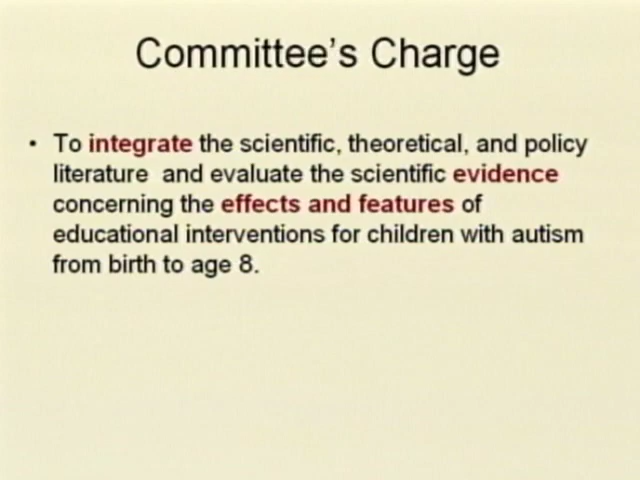 Committee's Charge
• To integrate the scientific, theoretical, and policy
literature  and evaluate the scientific evidence
concerning the effects and features of
educational interventions for children with autism
from birth to age 8.